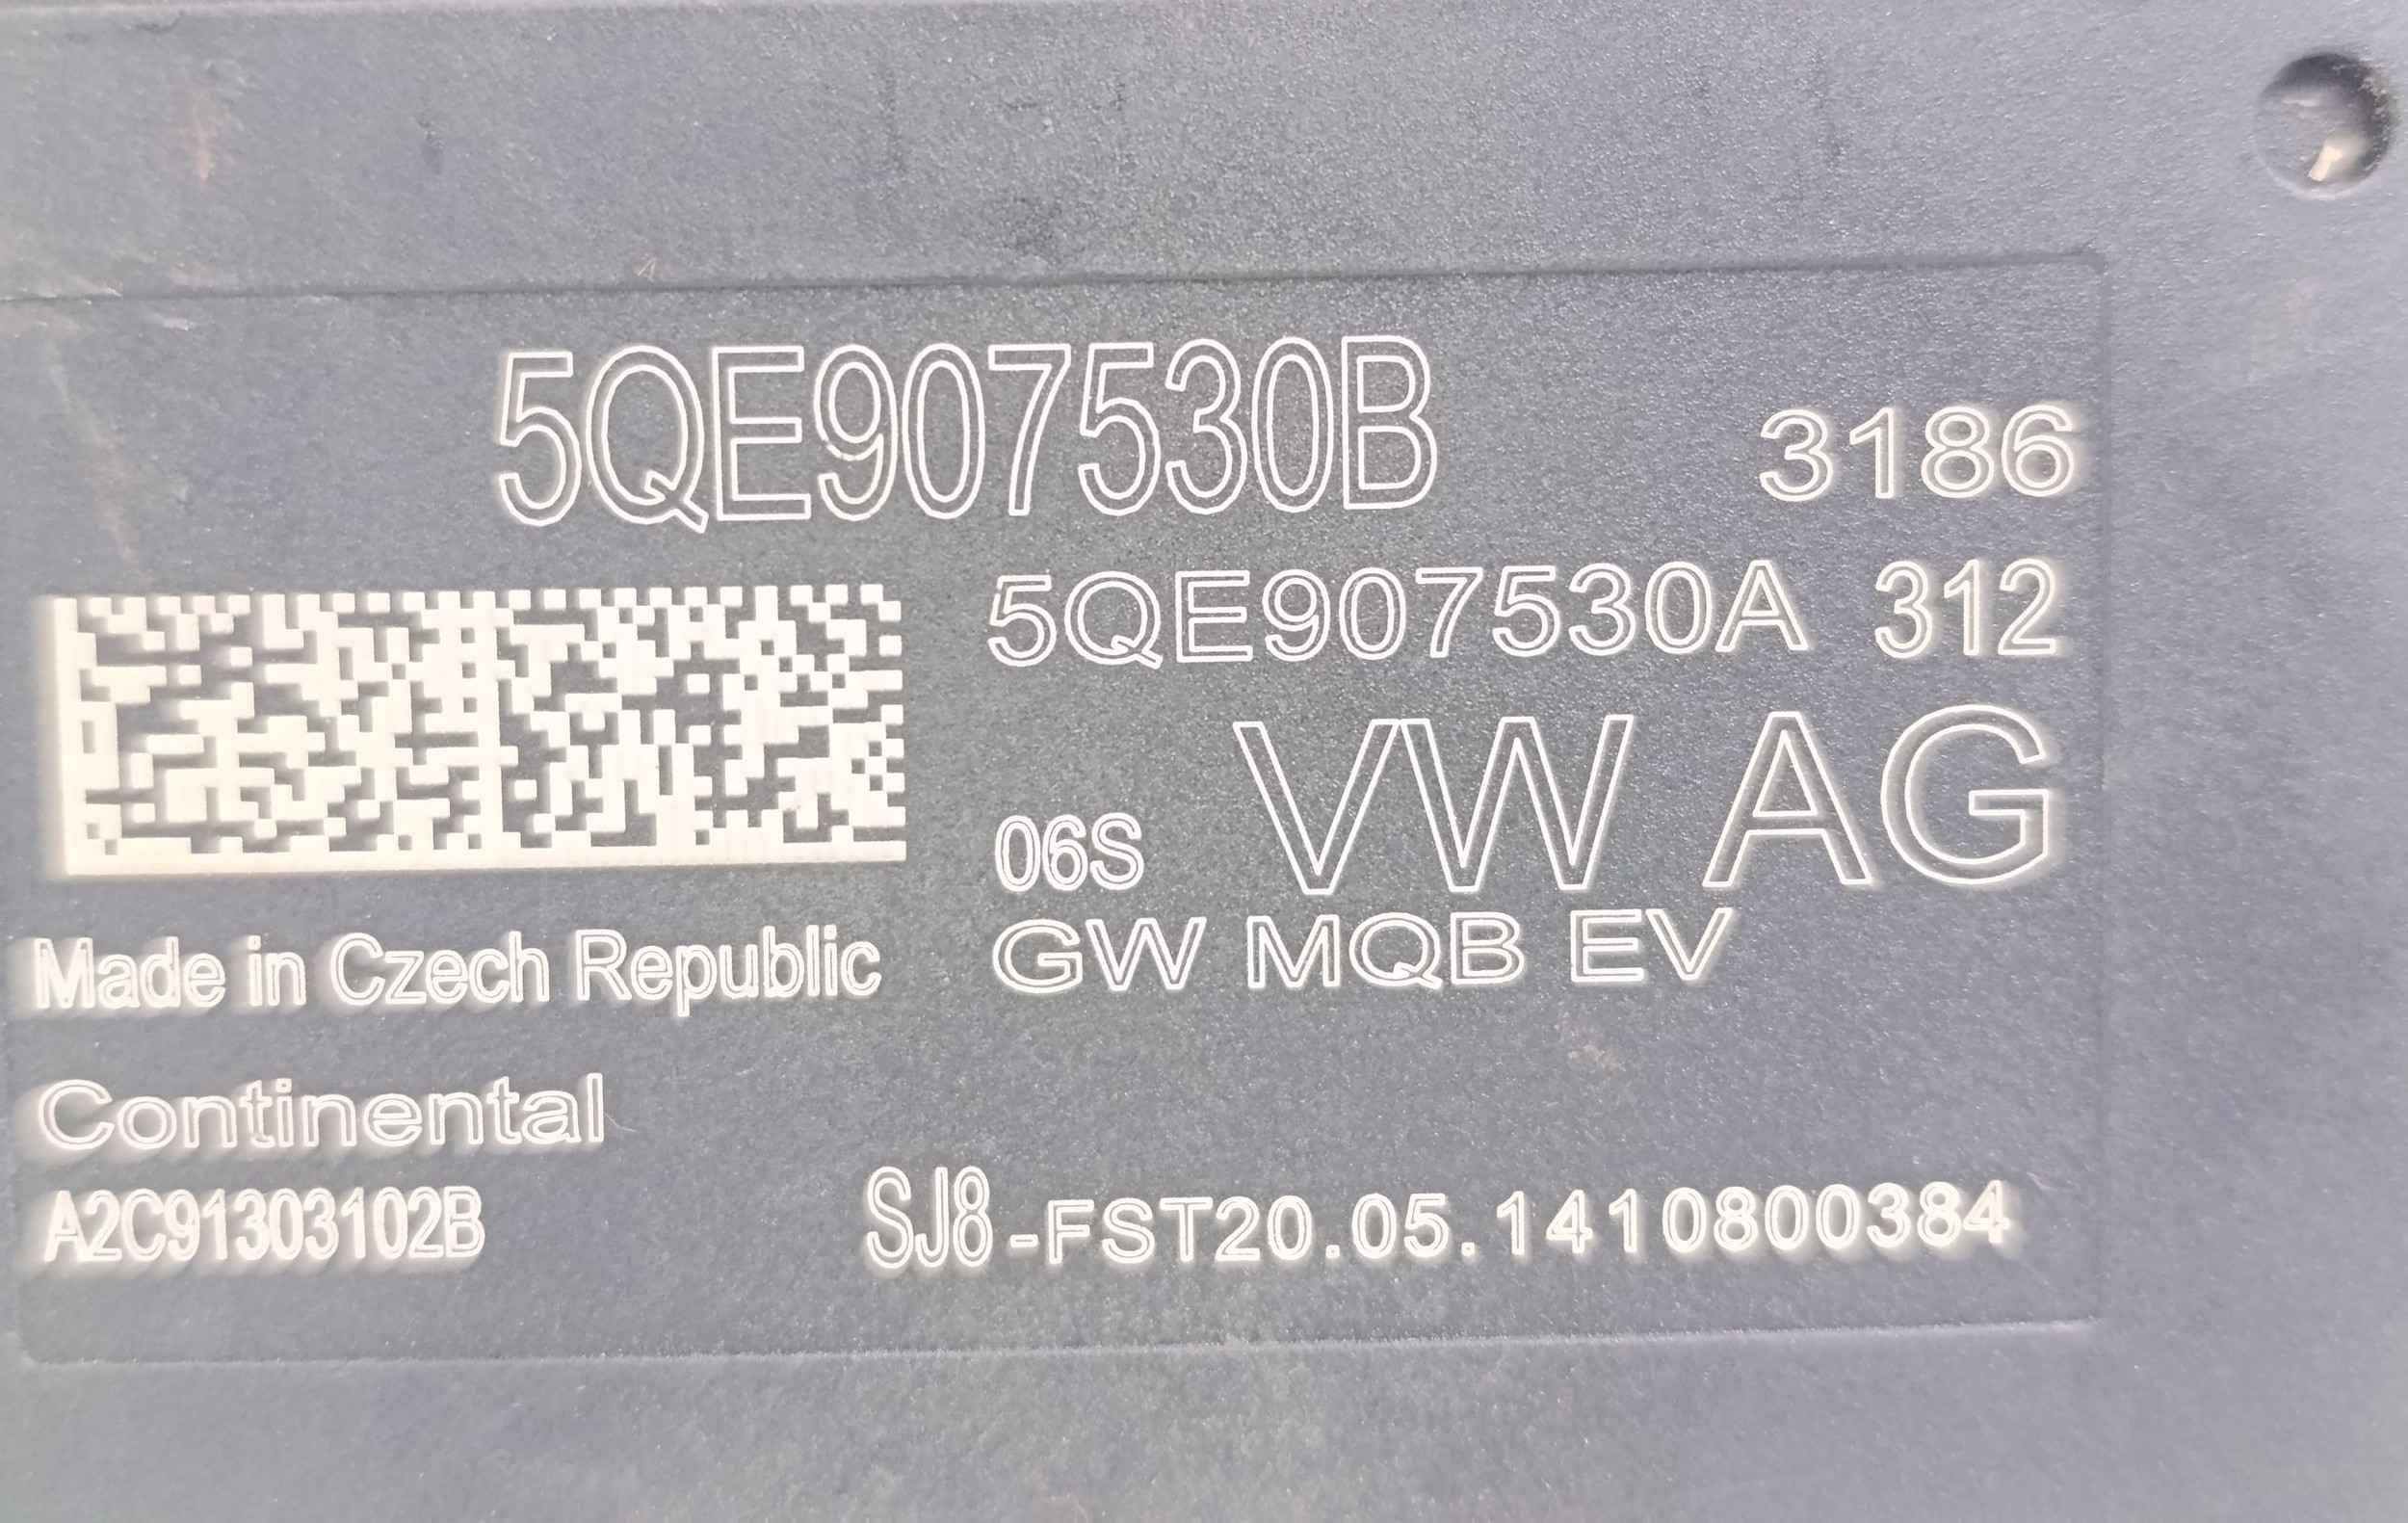 5QE907530B
3186
5QE907530A 312
VW AG
06S
GW MQB EV
Made in Czech Republic
Continental
A2C91303102B
SJ8-FST20.05.1410800384